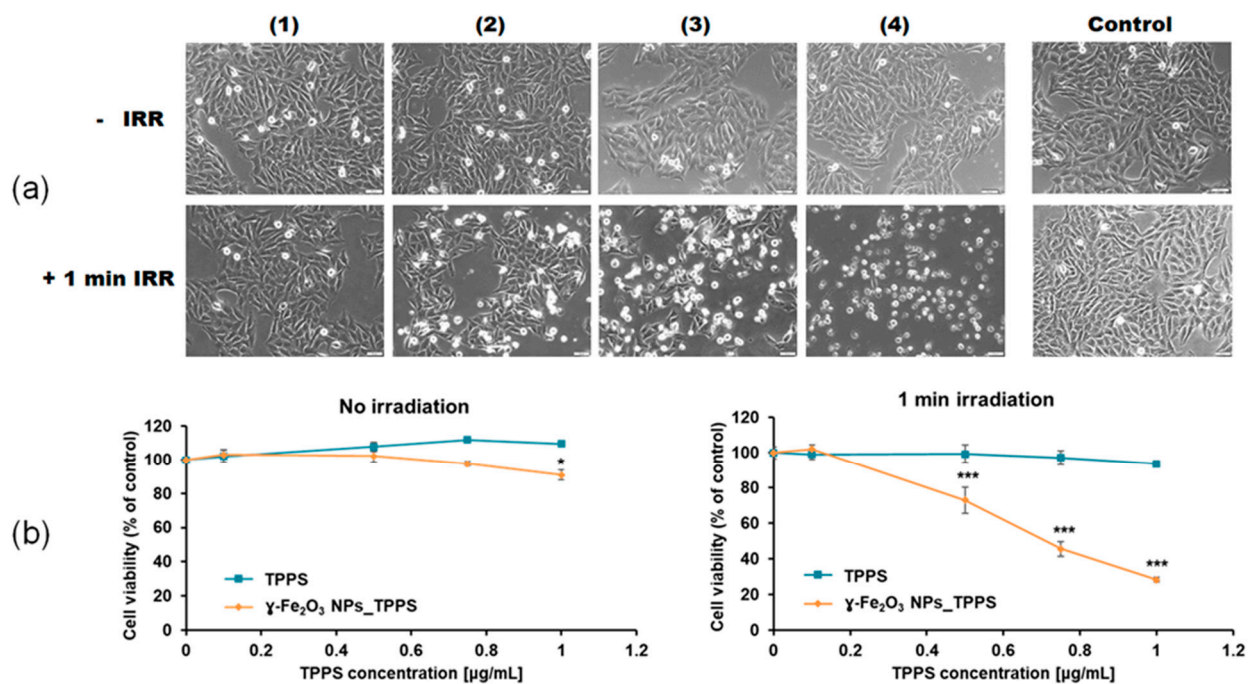 (1) (2) (3) (4) Control
- IRR
(a)
+ 1 min IRR
(b)
No irradiation
Cell viability (% of control)
120
100
80
60
40
20
0
*
TPPS
ɣ-Fe₂O₃ NPs_TPPS
0 0.2 0.4 0.6 0.8 1 1.2
TPPS concentration [µg/mL]
1 min irradiation
Cell viability (% of control)
120
100
80
60
40
20
0
***
***
***
TPPS
ɣ-Fe₂O₃ NPs_TPPS
0 0.2 0.4 0.6 0.8 1 1.2
TPPS concentration [µg/mL]